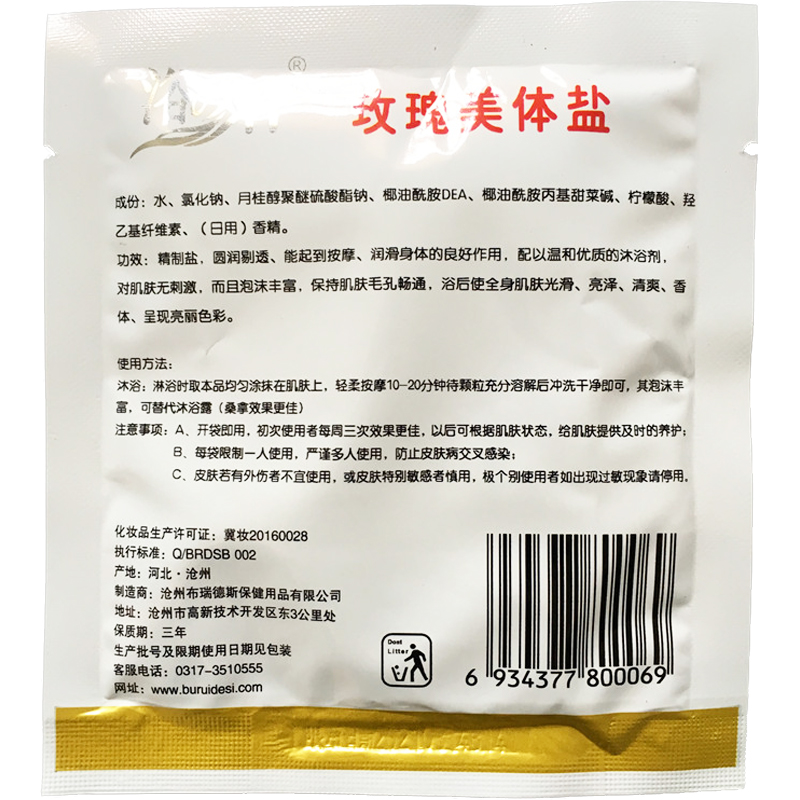 ®
玫瑰美体盐
成份：水、氯化钠、月桂醇聚醚硫酸酯钠、椰油酰胺DEA、椰油酰胺丙基甜菜碱、柠檬酸、羟
乙基纤维素、（日用）香精。
功效：精制盐，圆润剔透、能起到按摩、润滑身体的良好作用，配以温和优质的沐浴剂，
对肌肤无刺激，而且泡沫丰富，保持肌肤毛孔畅通，浴后使全身肌肤光滑、亮泽、清爽、香
体、呈现亮丽色彩。
使用方法：
沐浴：淋浴时取本品均匀涂抹在肌肤上，轻柔按摩10-20分钟待颗粒充分溶解后冲洗干净即可，其泡沫丰
富，可替代沐浴露（桑拿效果更佳）
注意事项：A、开袋即用，初次使用者每周三次效果更佳，以后可根据肌肤状态，给肌肤提供及时的养护；
B、每袋限制一人使用，严谨多人使用，防止皮肤病交叉感染；
C、皮肤若有外伤者不宜使用，或皮肤特别敏感者慎用，极个别使用者如出现过敏现象请停用。
化妆品生产许可证：冀妆20160028
执行标准：Q/BRDSB 002
产地：河北·沧州
制造商：沧州布瑞德斯保健用品有限公司
地址：沧州市高新技术开发区东3公里处
保质期：三年
生产批号及限期使用日期见包装
客服电话：0317-3510555
网址：www.buruidesi.com
Dont
Litter
6 934377 800069